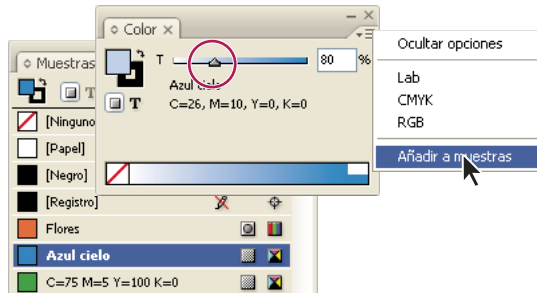 Color
T 80 %
Azul cielo
C=26, M=10, Y=0, K=0
T
Ocultar opciones
Lab
CMYK
RGB
Añadir a muestras
Muestras
T
[Ninguno
[Papel]
[Negro]
[Registro]
Flores
Azul cielo
C=75 M=5 Y=100 K=0